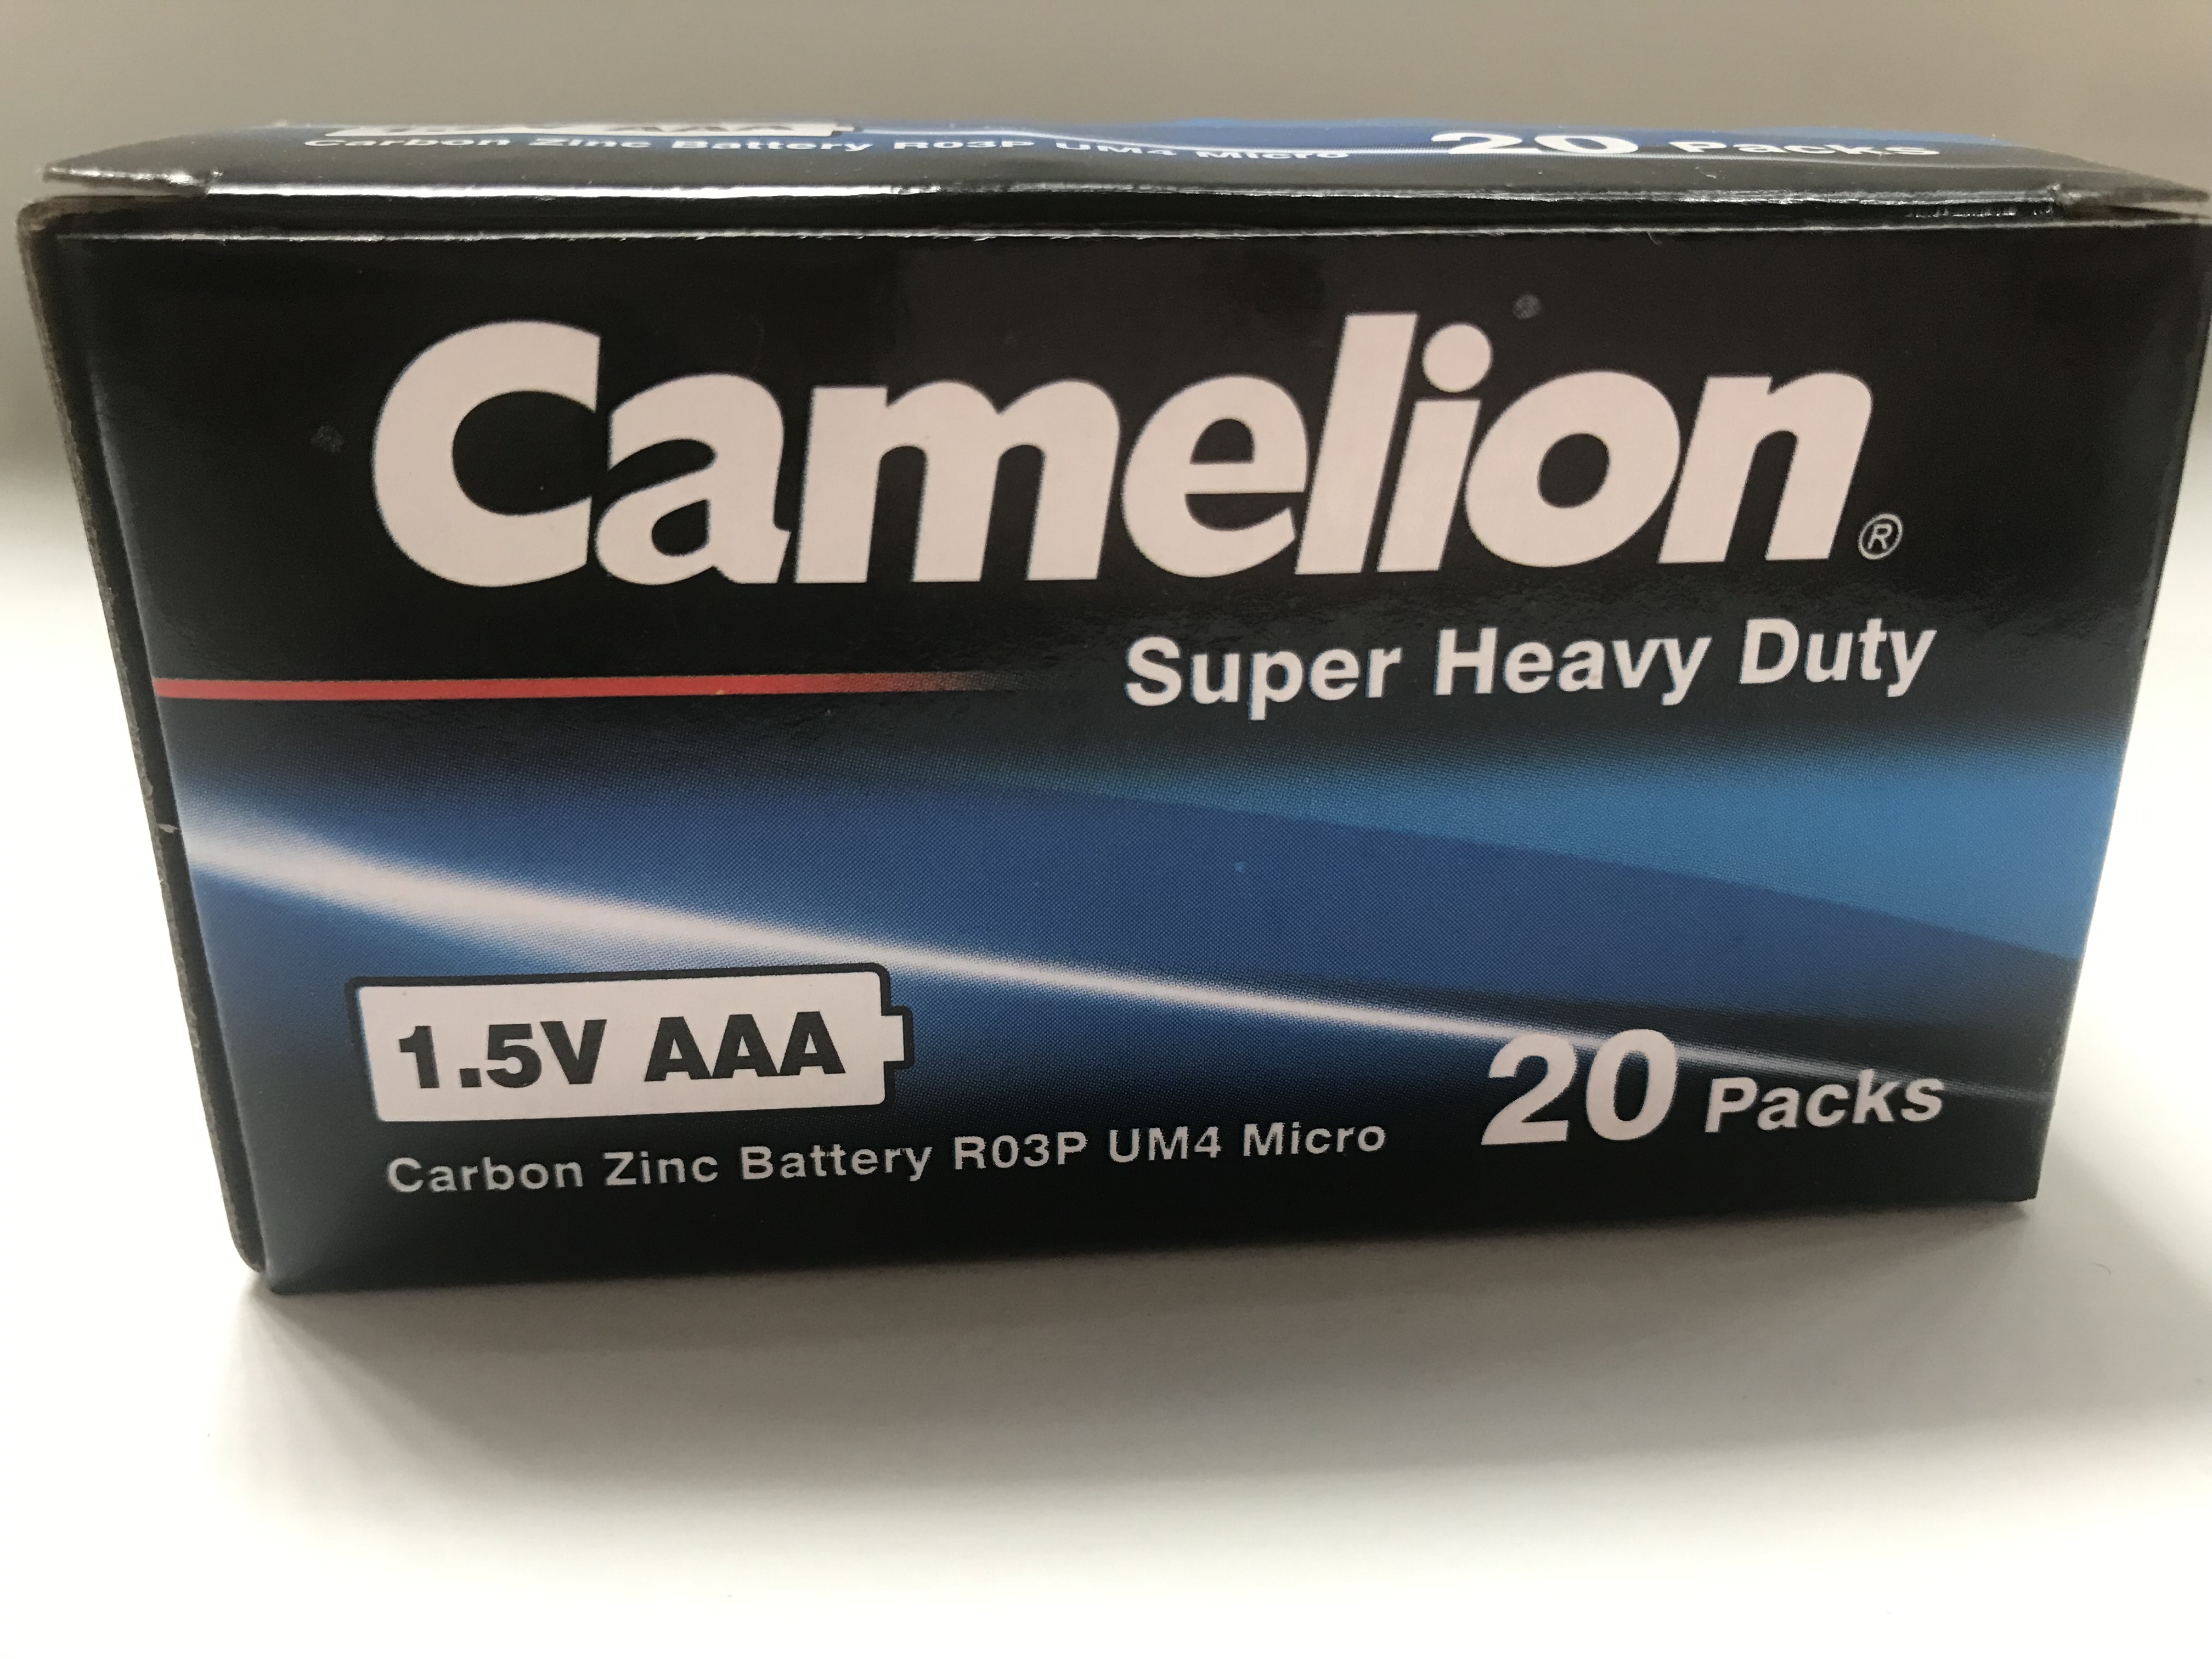 Carbon Zinc Battery R03P UM4 Micro
20 Packs
Camelion®
Super Heavy Duty
1.5V AAA
20 Packs
Carbon Zinc Battery R03P UM4 Micro